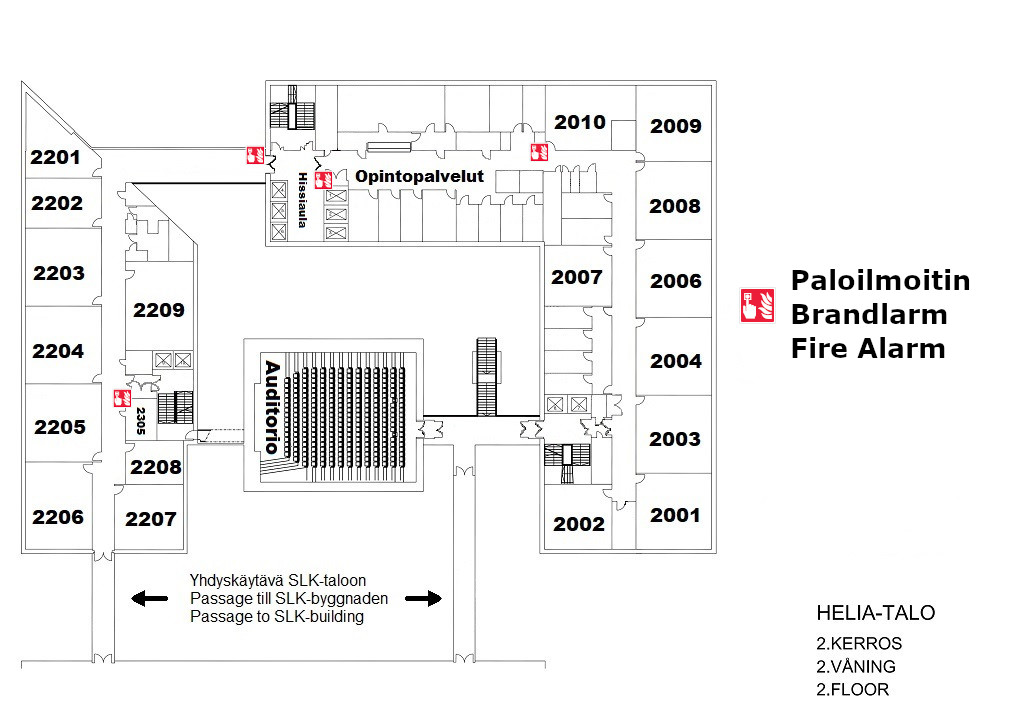 2010
2009
2201
Opintopalvelut
Hissiaula
2202
2008
2203
2007
2006
2209
2204
2004
Auditorio
2205
2305
2003
2208
2206
2207
2002
2001
Paloilmoitin
Brandlarm
Fire Alarm
Yhdyskäytävä SLK-taloon
Passage till SLK-byggnaden
Passage to SLK-building
HELIA-TALO
2.KERROS
2.VÅNING
2.FLOOR